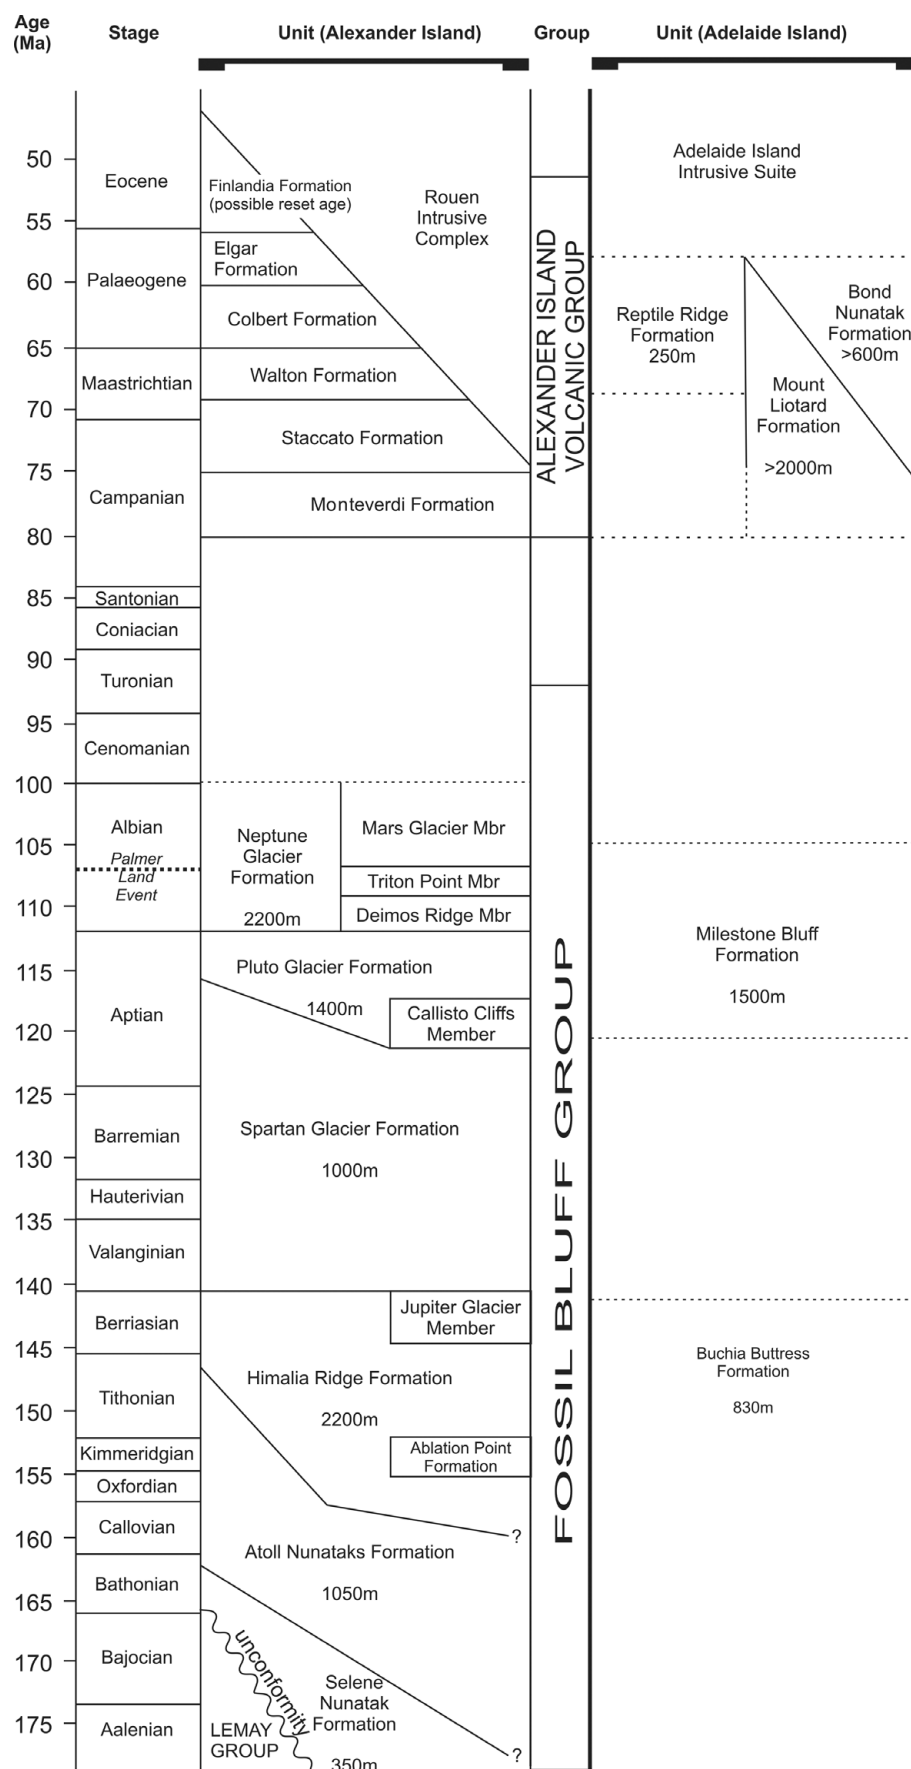 Age
(Ma)
Stage
Unit (Alexander Island)
Group
Unit (Adelaide Island)
50
55
60
65
70
75
80
85
90
95
100
105
110
115
120
125
130
135
140
145
150
155
160
165
170
175
Eocene
Palaeogene
Maastrichtian
Campanian
Santonian
Coniacian
Turonian
Cenomanian
Albian
Palmer
Land
Event
Aptian
Barremian
Hauterivian
Valanginian
Berriasian
Tithonian
Kimmeridgian
Oxfordian
Callovian
Bathonian
Bajocian
Aalenian
Finlandia Formation
(possible reset age)
Rouen
Intrusive
Complex
Elgar
Formation
Colbert Formation
Walton Formation
Staccato Formation
Monteverdi Formation
Neptune
Glacier
Formation
2200m
Mars Glacier Mbr
Triton Point Mbr
Deimos Ridge Mbr
Pluto Glacier Formation
1400m
Callisto Cliffs
Member
Spartan Glacier Formation
1000m
Jupiter Glacier
Member
Himalia Ridge Formation
2200m
Ablation Point
Formation
?
Atoll Nunataks Formation
1050m
unconformity
Selene
Nunatak
Formation
350m
LEMAY
GROUP
?
ALEXANDER ISLAND
VOLCANIC GROUP
FOSSIL BLUFF GROUP
Adelaide Island
Intrusive Suite
Reptile Ridge
Formation
250m
Bond
Nunatak
Formation
>600m
Mount
Liotard
Formation
>2000m
Milestone Bluff
Formation
1500m
Buchia Buttress
Formation
830m